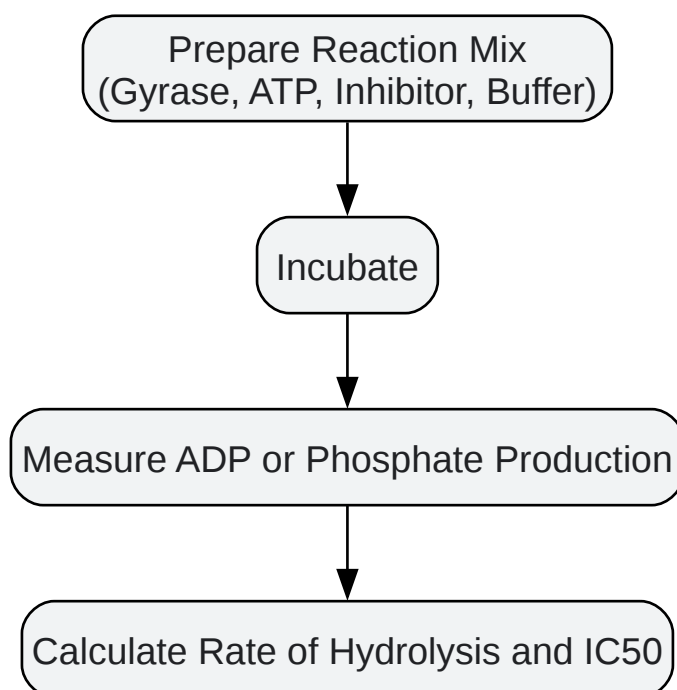 Prepare Reaction Mix
(Gyrase, ATP, Inhibitor, Buffer)
Incubate
Measure ADP or Phosphate Production
Calculate Rate of Hydrolysis and IC50